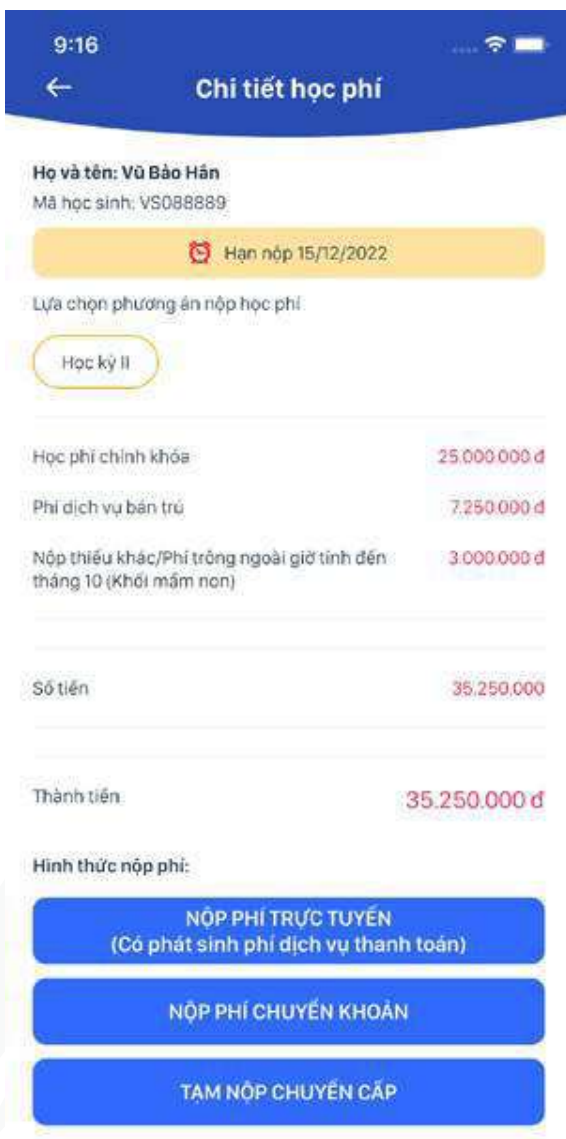 9:16
Chi tiết học phí
Họ và tên: Vũ Bảo Hân
Mã học sinh: VS088889
Hạn nộp 15/12/2022
Lựa chọn phương án nộp học phí
Học kỳ II
Học phí chính khóa 25.000.000 đ
Phí dịch vụ bán trú 7.250.000 đ
Nộp thiếu khác/Phí trông ngoài giờ tính đến 3.000.000 đ
tháng 10 (Khối mầm non)
Số tiền 35.250.000
Thành tiền 35.250.000 đ
Hình thức nộp phí:
NỘP PHÍ TRỰC TUYẾN
(Có phát sinh phí dịch vụ thanh toán)
NỘP PHÍ CHUYỂN KHOẢN
TẠM NỘP CHUYỂN CẤP